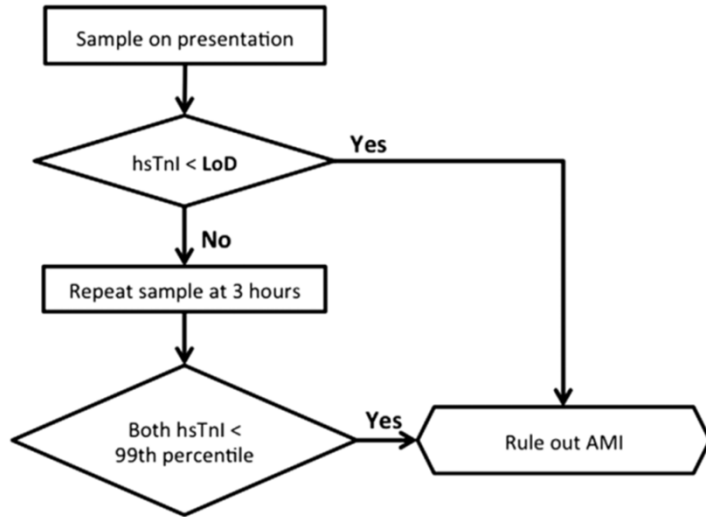 Sample on presentation
Yes
hsTnI < LoD
No
Repeat sample at 3 hours
Both hsTnI <
99th percentile
Yes
Rule out AMI